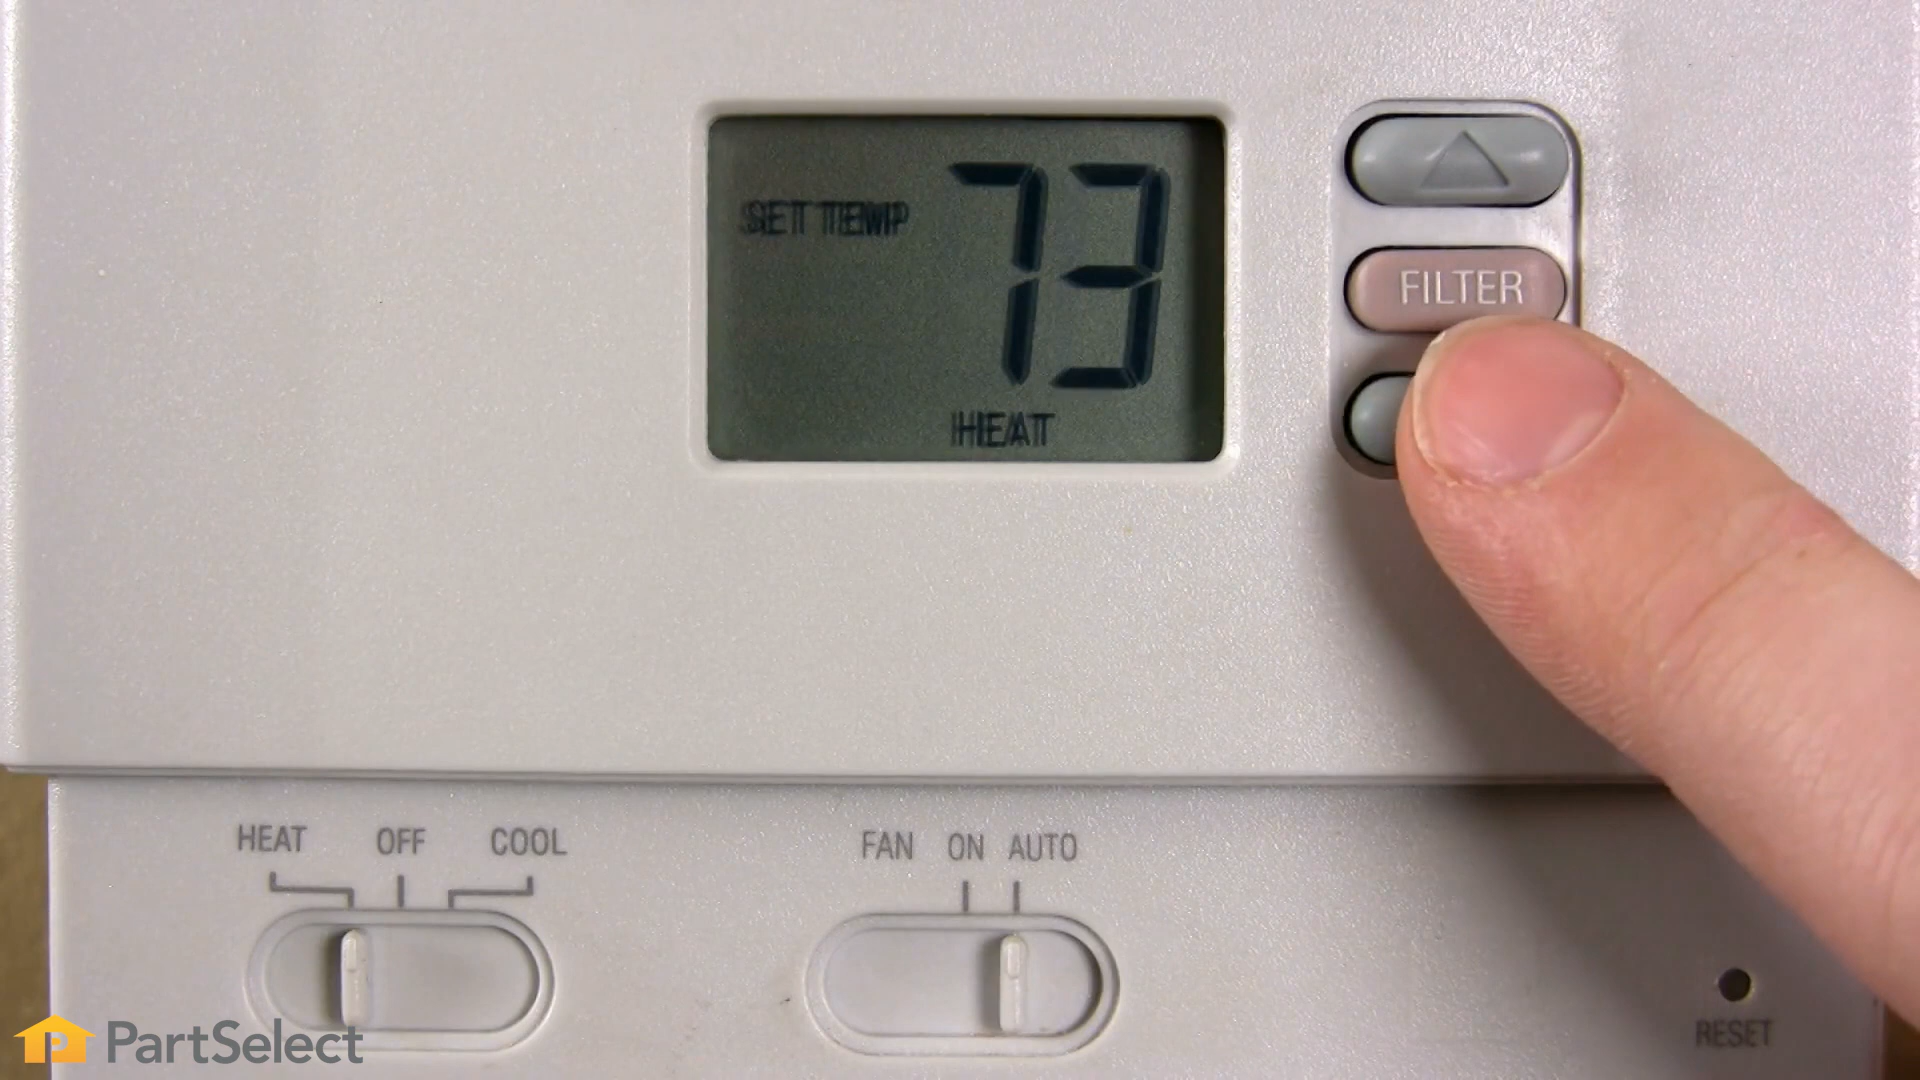 SET TEMP 73
HEAT
FILTER
HEAT OFF COOL
FAN ON AUTO
RESET
PartSelect